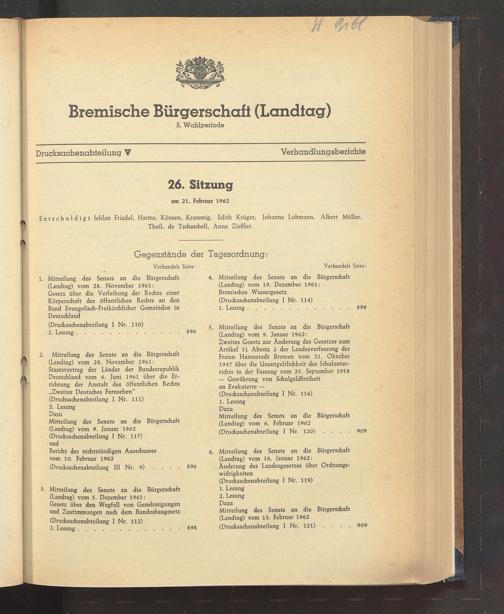 Bremische Bürgerschaft (Landtag)
5. Wahlperiode
Drucksachenabteilung V
Verhandlungsberichte
26. Sitzung
am 21. Februar 1962
Entschuldigt fehlen Friedel, Harms, Könsen, Krammig, Edith Krüger, Johanne Lohmann, Albert Müller,
Theil, de Tschaschell, Anna Zießler.
Gegenstände der Tagesordnung:
Verhandelt Seite
1. Mitteilung des Senats an die Bürgerschaft
(Landtag) vom 28. November 1961:
Gesetz über die Verleihung der Rechte einer
Körperschaft des öffentlichen Rechts an den
Bund Evangelisch-Freikirchlicher Gemeinden in
Deutschland
(Drucksachenabteilung I Nr. 110)
2. Lesung . . . . . . . . . . . . . . 896
2. Mitteilung des Senats an die Bürgerschaft
(Landtag) vom 28. November 1961:
Staatsvertrag der Länder der Bundesrepublik
Deutschland vom 6. Juni 1961 über die Er-
richtung der Anstalt des öffentlichen Rechts
„Zweites Deutsches Fernsehen"
(Drucksachenabteilung I Nr. 111)
2. Lesung
Dazu
Mitteilung des Senats an die Bürgerschaft
(Landtag) vom 9. Januar 1962
(Drucksachenabteilung I Nr. 117)
und
Bericht des nichtständigen Ausschusses
vom 10. Februar 1962
(Drucksachenabteilung III Nr. 9) . . . . 896
3. Mitteilung des Senats an die Bürgerschaft
(Landtag) vom 5. Dezember 1961:
Gesetz über den Wegfall von Genehmigungen
und Zustimmungen nach dem Bundesbaugesetz
(Drucksachenabteilung I Nr. 112)
2. Lesung . . . . . . . . . . . . . . 898
Verhandelt Seite:
4. Mitteilung des Senats an die Bürgerschaft
(Landtag) vom 19. Dezember 1961:
Bremisches Wassergesetz
(Drucksachenabteilung I Nr. 114)
1. Lesung . . . . . . . . . . . . . . 898
5. Mitteilung des Senats an die Bürgerschaft
(Landtag) vom 9. Januar 1962:
Zweites Gesetz zur Änderung des Gesetzes zum
Artikel 31 Absatz 2 der Landesverfassung der
Freien Hansestadt Bremen vom 21. Oktober
1947 über die Unentgeltlichkeit des Schulunter-
richts in der Fassung vom 25. September 1958
— Gewährung von Schulgeldfreiheit
an Evakuierte —
(Drucksachenabteilung I Nr. 116)
1. Lesung
Dazu
Mitteilung des Senats an die Bürgerschaft
(Landtag) vom 6. Februar 1962
(Drucksachenabteilung I Nr. 120) . . . . 909
6. Mitteilung des Senats an die Bürgerschaft
(Landtag) vom 16. Januar 1962:
Änderung des Landesgesetzes über Ordnungs-
widrigkeiten
(Drucksachenabteilung I Nr. 119)
1. Lesung
2. Lesung
Dazu
Mitteilung des Senats an die Bürgerschaft
(Landtag) vom 13. Februar 1962
(Drucksachenabteilung I Nr. 121) . . . . 909